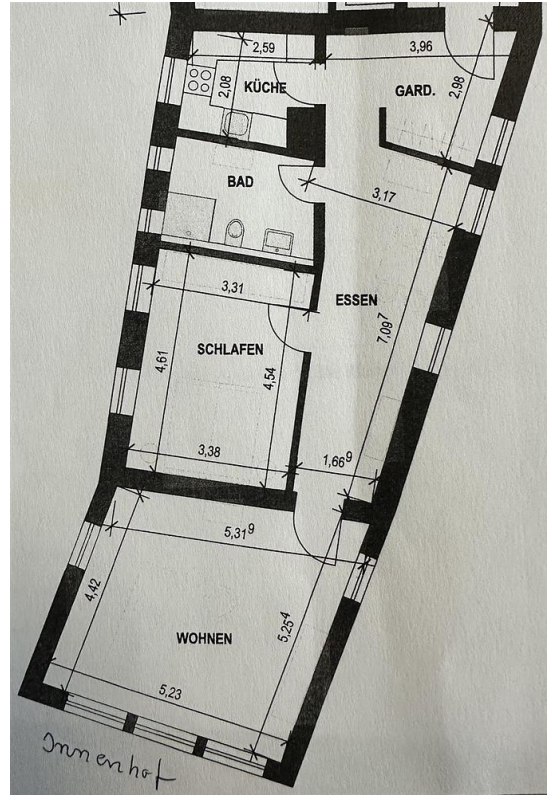 2,59
3,96
2,08
KÜCHE
GARD.
2,98
BAD
3,17
3,31
ESSEN
7,09⁷
SCHLAFEN
4,61
4,54
3,38
1,66⁹
5,31⁹
4,42
5,25⁴
WOHNEN
5,23
Innenhof